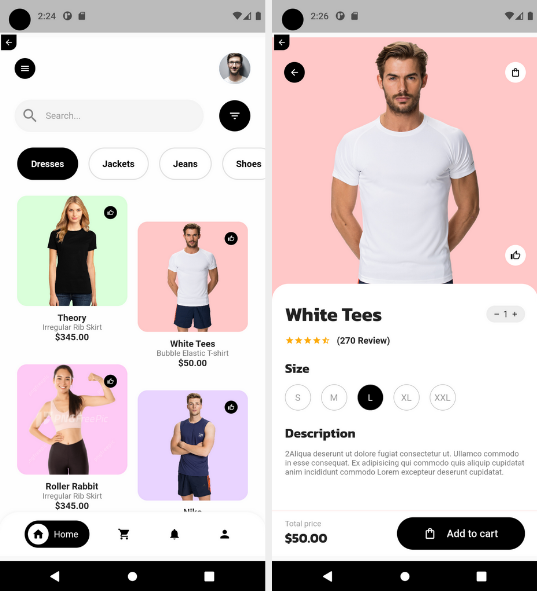 2:24
Search...
Dresses
Jackets
Jeans
Shoes
Theory
Irregular Rib Skirt
$345.00
White Tees
Bubble Elastic T-shirt
$50.00
Roller Rabbit
Irregular Rib Skirt
$345.00
Home
2:26
White Tees
− 1 +
(270 Review)
Size
S
M
L
XL
XXL
Description
2Aliqua deserunt ut dolore fugiat consectetur ut. Ullamco commodo
in esse consequat. Ex adipisicing qui commodo quis aliquip cupidatat
anim incididunt commodo Lorem excepteur deserunt cupidatat.
Total price
$50.00
Add to cart